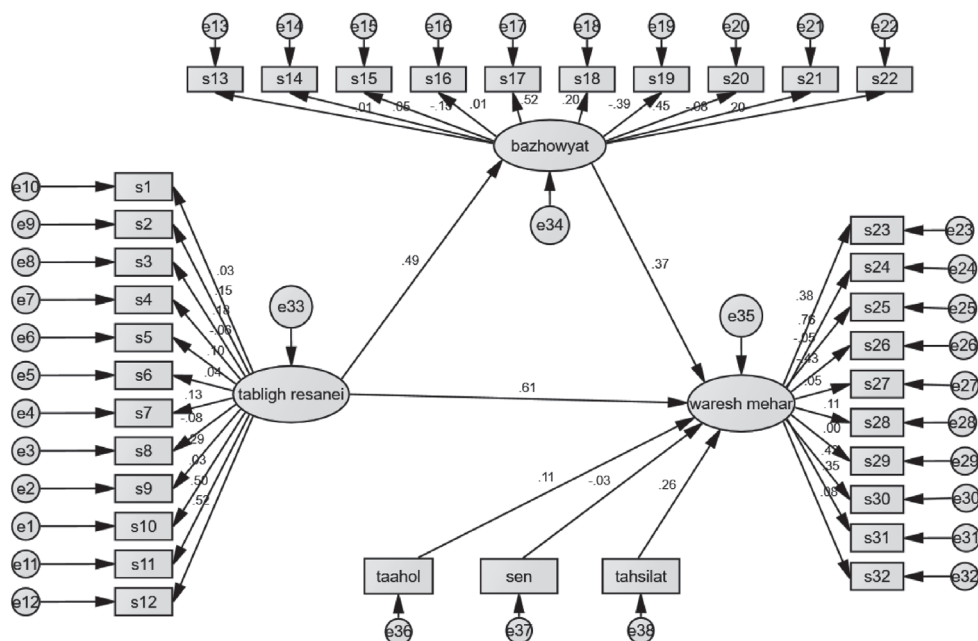 e13 e14 e15 e16 e17 e18 e19 e20 e21 e22
s13 s14 s15 s16 s17 s18 s19 s20 s21 s22
-.01 .05 -.18 .01 .52 .20 -.39 .45 -.08 .20
bazhowyat
e34
e10 s1
e9 s2
e8 s3
e7 s4
e6 s5
e5 s6
e4 s7
e3 s8
e2 s9
e1 s10
e11 s11
e12 s12
.03
.15
.18
-.06
.10
.04
.13
-.08
.29
.03
.50
.52
e33
tabligh resanei
.49
.37
.61
e35
waresh mehar
s23 e23
s24 e24
s25 e25
s26 e26
s27 e27
s28 e28
s29 e29
s30 e30
s31 e31
s32 e32
.38
.76
-.05
-.43
.05
.11
.00
.35
.08
.11 -.03 .26
taahol sen tahsilat
e36 e37 e38